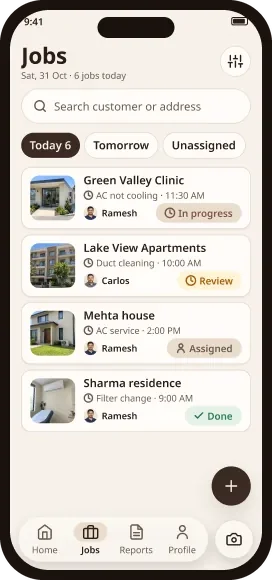 9:41
Jobs
Sat, 31 Oct · 6 jobs today
Search customer or address
Today 6 Tomorrow Unassigned
Green Valley Clinic
AC not cooling · 11:30 AM
Ramesh In progress
Lake View Apartments
Duct cleaning · 10:00 AM
Carlos Review
Mehta house
AC service · 2:00 PM
Ramesh Assigned
Sharma residence
Filter change · 9:00 AM
Ramesh Done
Home Jobs Reports Profile